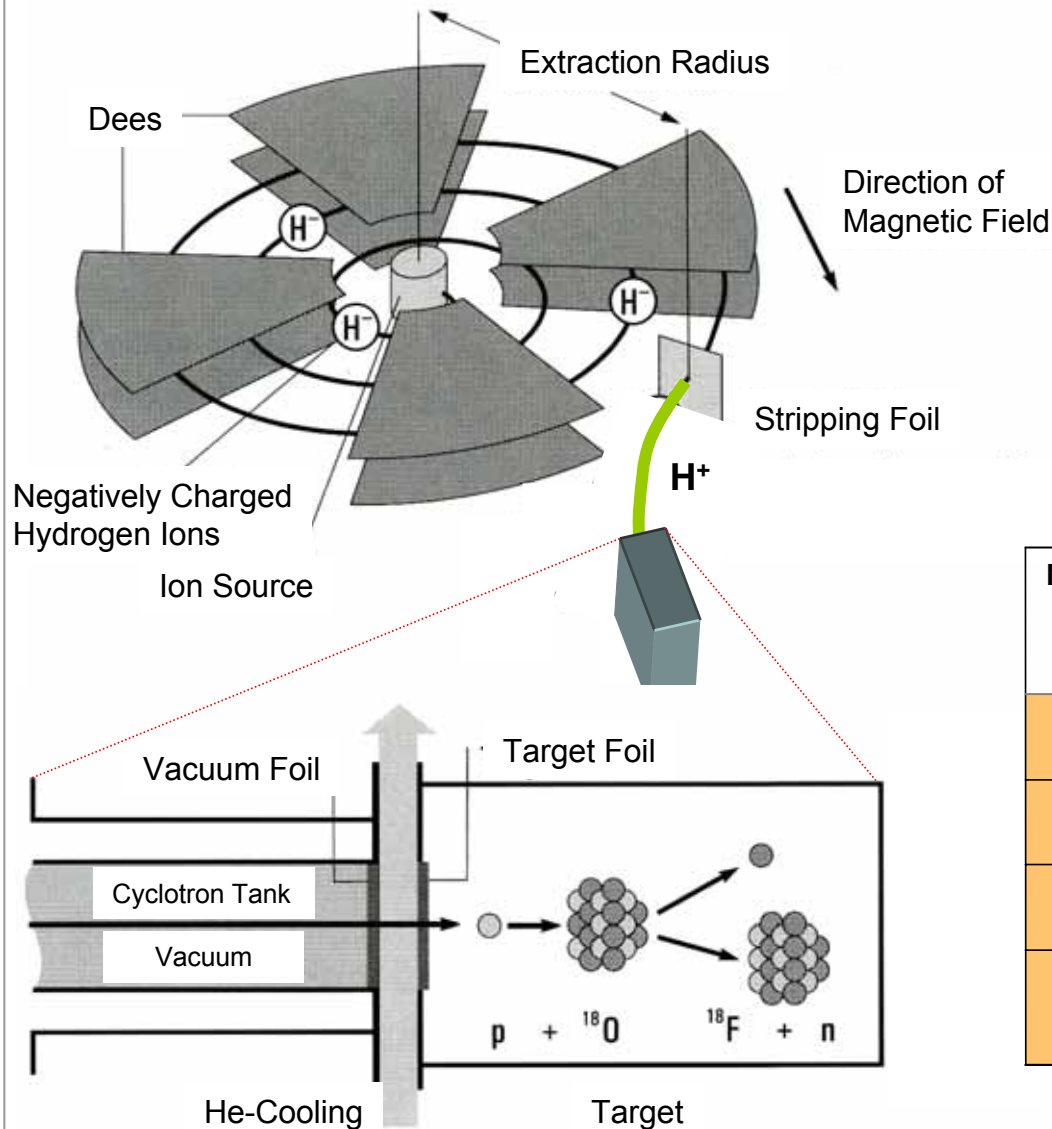 Extraction Radius
Dees
Direction of
Magnetic Field
H⁻
H⁻
H⁻
Stripping Foil
H⁺
Negatively Charged
Hydrogen Ions
Ion Source
Vacuum Foil
Target Foil
Cyclotron Tank
Vacuum
p + ¹⁸O ¹⁸F + n
He-Cooling
Target